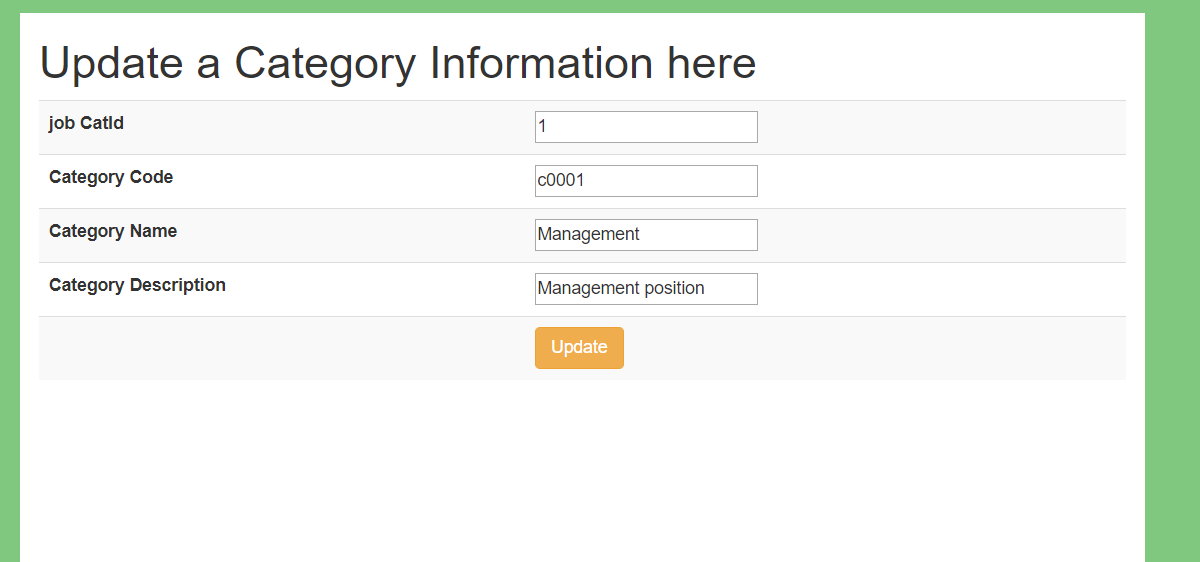 Update a Category Information here
job CatId
1
Category Code
c0001
Category Name
Management
Category Description
Management position
Update